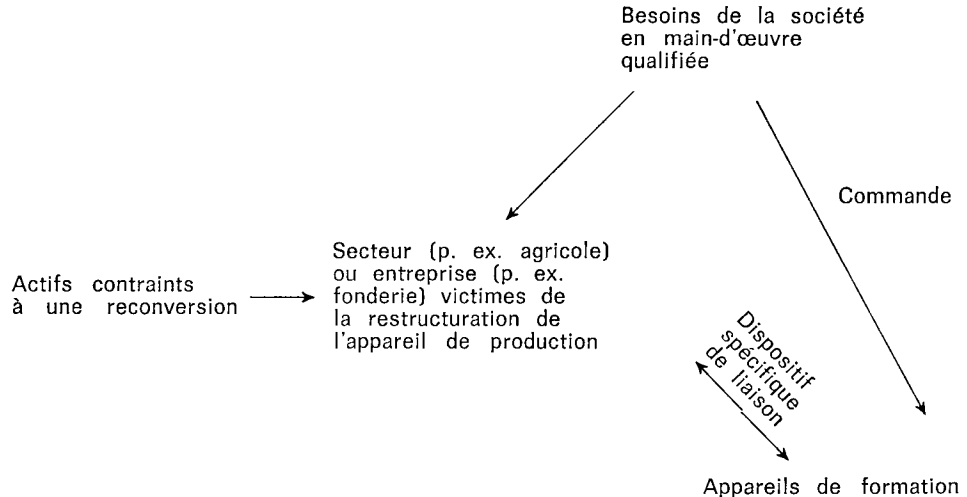 Besoins de la société
en main-d'œuvre
qualifiée
Commande
Secteur (p. ex. agricole)
ou entreprise (p. ex.
fonderie) victimes de
la restructuration de
l'appareil de production
Actifs contraints
à une reconversion
Dispositif
spécifique
de liaison
Appareils de formation